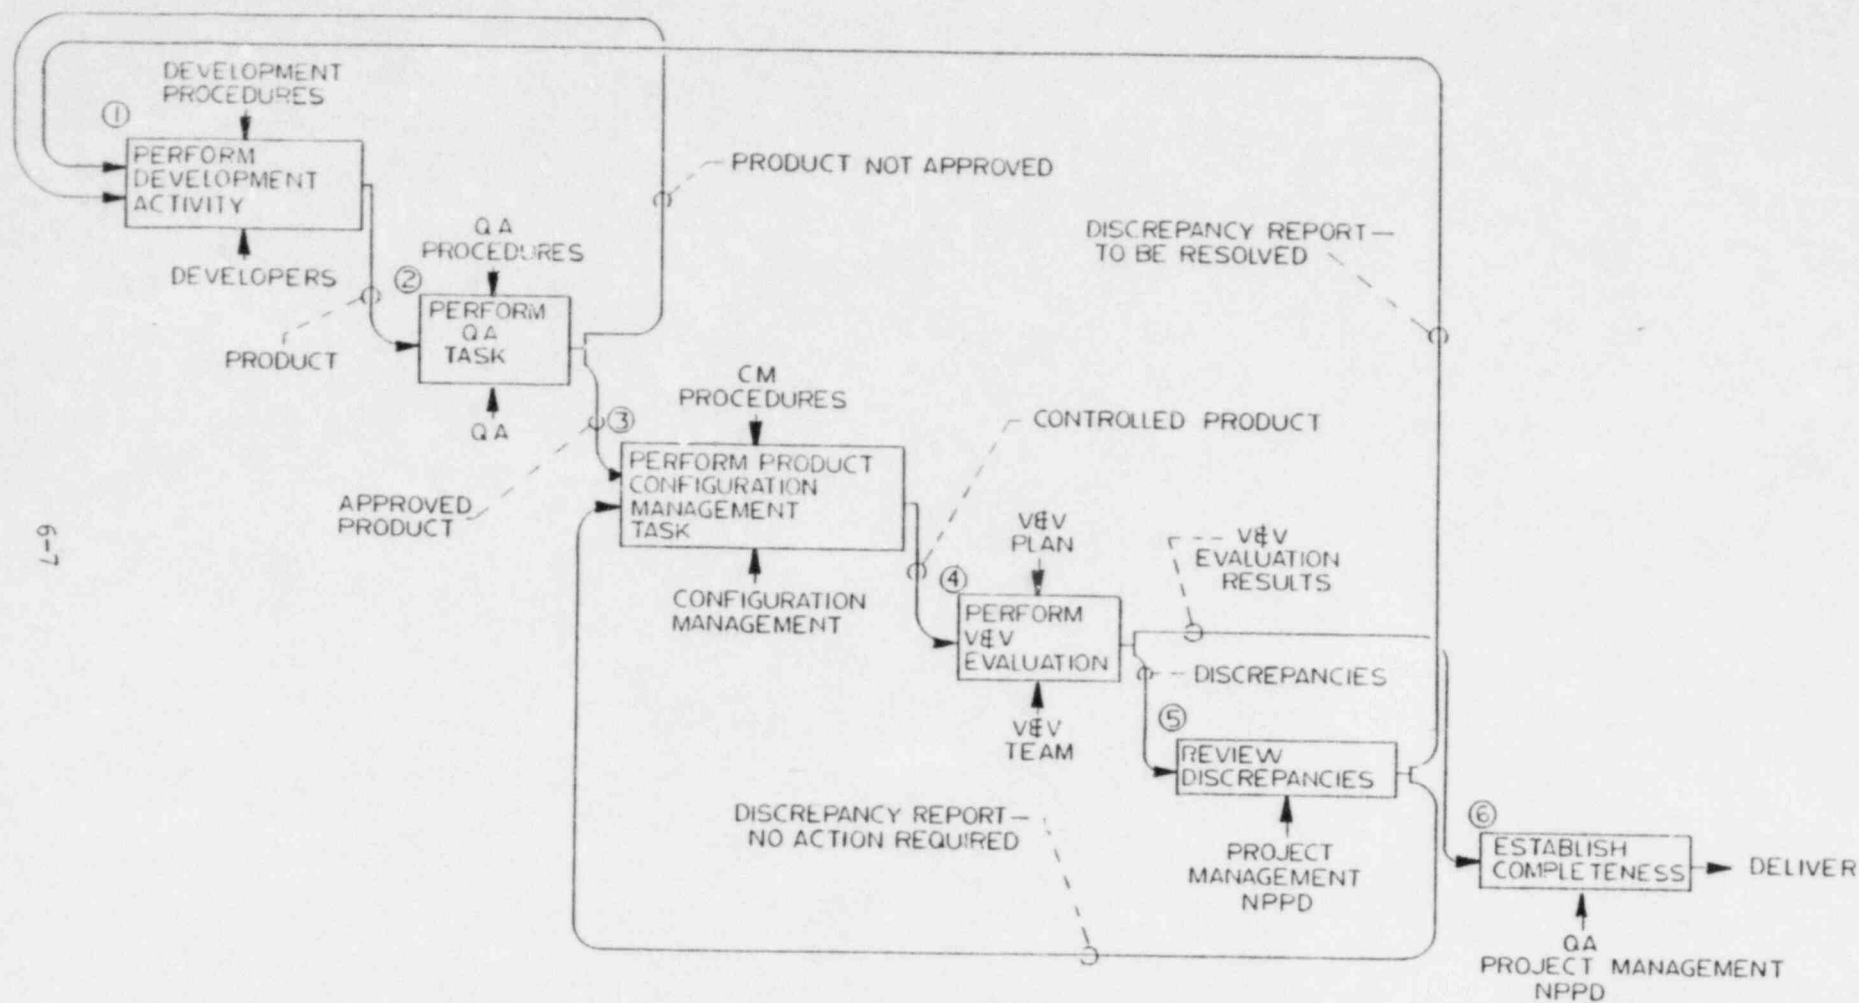 DEVELOPMENT
PROCEDURES
①
PERFORM
DEVELOPMENT
ACTIVITY
DEVELOPERS
PRODUCT
PRODUCT NOT APPROVED
QA
PROCEDURES
②
PERFORM
QA
TASK
QA
APPROVED
PRODUCT
DISCREPANCY REPORT—
TO BE RESOLVED
CM
PROCEDURES
③
PERFORM PRODUCT
CONFIGURATION
MANAGEMENT
TASK
CONFIGURATION
MANAGEMENT
CONTROLLED PRODUCT
V&V
PLAN
④
PERFORM
V&V
EVALUATION
V&V
TEAM
V&V
EVALUATION
RESULTS
DISCREPANCIES
⑤
REVIEW
DISCREPANCIES
PROJECT
MANAGEMENT
NPPD
DISCREPANCY REPORT—
NO ACTION REQUIRED
⑥
ESTABLISH
COMPLETENESS
DELIVER
QA
PROJECT MANAGEMENT
NPPD
6-7